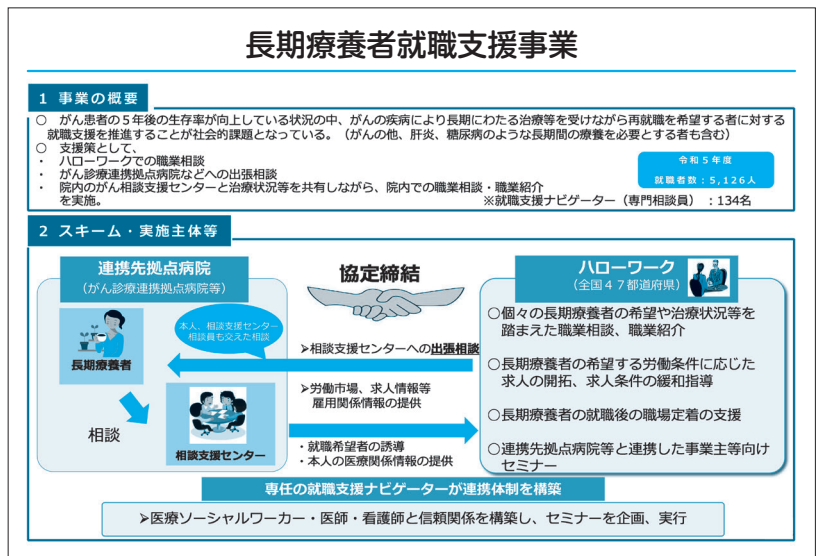 長期療養者就職支援事業
1 事業の概要
○ がん患者の5年後の生存率が向上している状況の中、がんの疾病により長期にわたる治療等を受けながら再就職を希望する者に対する
就職支援を推進することが社会的課題となっている。（がんの他、肝炎、糖尿病のような長期間の療養を必要とする者も含む）
○ 支援策として、
・ ハローワークでの職業相談
・ がん診療連携拠点病院などへの出張相談
・ 院内のがん相談支援センターと治療状況等を共有しながら、院内での職業相談・職業紹介
を実施。
令和5年度
就職者数：5,126人
※就職支援ナビゲーター（専門相談員）：134名
2 スキーム・実施主体等
連携先拠点病院
（がん診療連携拠点病院等）
本人、相談支援センター
相談員も交えた相談
長期療養者
相談
相談支援センター
協定締結
➢相談支援センターへの出張相談
➢労働市場、求人情報等
雇用関係情報の提供
・就職希望者の誘導
・本人の医療関係情報の提供
ハローワーク
（全国47都道府県）
○個々の長期療養者の希望や治療状況等を
踏まえた職業相談、職業紹介
○長期療養者の希望する労働条件に応じた
求人の開拓、求人条件の緩和指導
○長期療養者の就職後の職場定着の支援
○連携先拠点病院等と連携した事業主等向け
セミナー
専任の就職支援ナビゲーターが連携体制を構築
➢医療ソーシャルワーカー・医師・看護師と信頼関係を構築し、セミナーを企画、実行